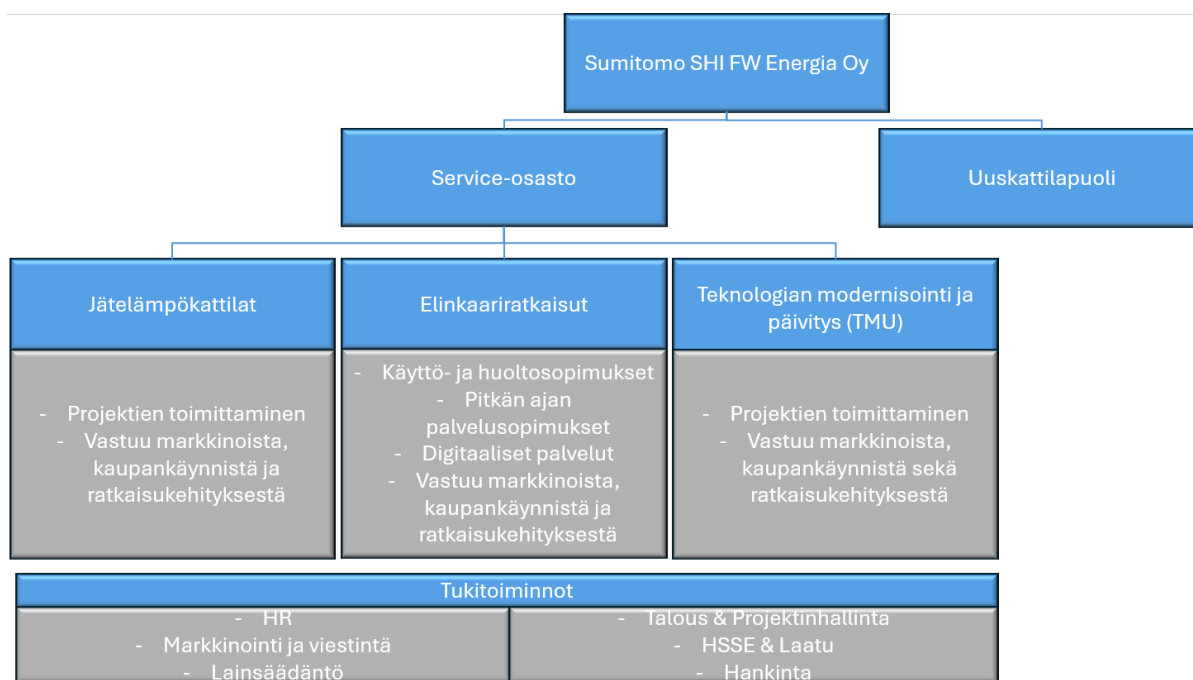 Sumitomo SHI FW Energia Oy
Service-osasto
Uuskattilapuoli
Jätelämpökattilat
- Projektien toimittaminen
- Vastuu markkinoista,
kaupankäynnistä ja
ratkaisukehityksestä
Elinkaariratkaisut
- Käyttö- ja huoltosopimukset
- Pitkän ajan
palvelusopimukset
- Digitaaliset palvelut
- Vastuu markkinoista,
kaupankäynnistä ja
ratkaisukehityksestä
Teknologian modernisointi ja
päivitys (TMU)
- Projektien toimittaminen
- Vastuu markkinoista,
kaupankäynnistä sekä
ratkaisukehityksestä
Tukitoiminnot
- HR
- Markkinointi ja viestintä
- Lainsäädäntö
- Talous & Projektinhallinta
- HSSE & Laatu
- Hankinta